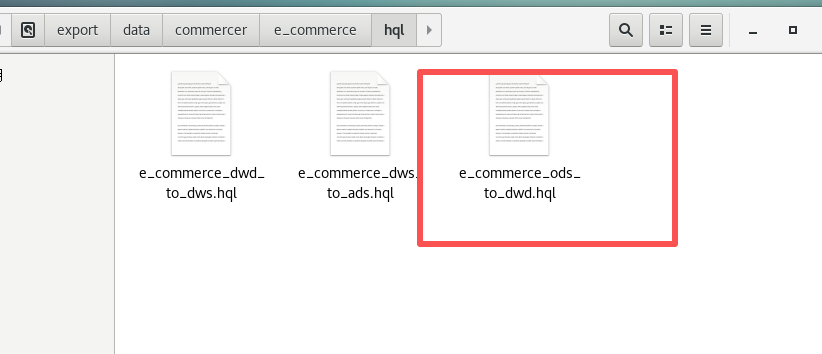 export data commercer e_commerce hql
e_commerce_dwd_
to_dws.hql
e_commerce_dws_
to_ads.hql
e_commerce_ods_
to_dwd.hql